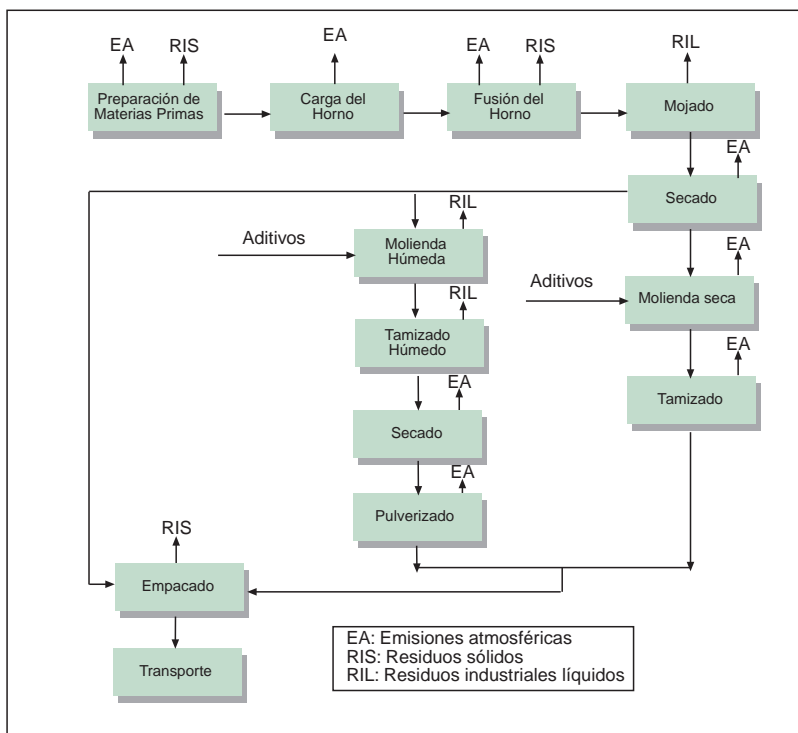 EA
RIS
EA
EA
RIS
RIL
Preparación de
Materias Primas
Carga del
Horno
Fusión del
Horno
Mojado
EA
Secado
RIL
Aditivos
Molienda
Húmeda
EA
Aditivos
Molienda seca
RIL
Tamizado
Húmedo
EA
Tamizado
EA
Secado
EA
Pulverizado
RIS
Empacado
Transporte
EA: Emisiones atmosféricas
RIS: Residuos sólidos
RIL: Residuos industriales líquidos